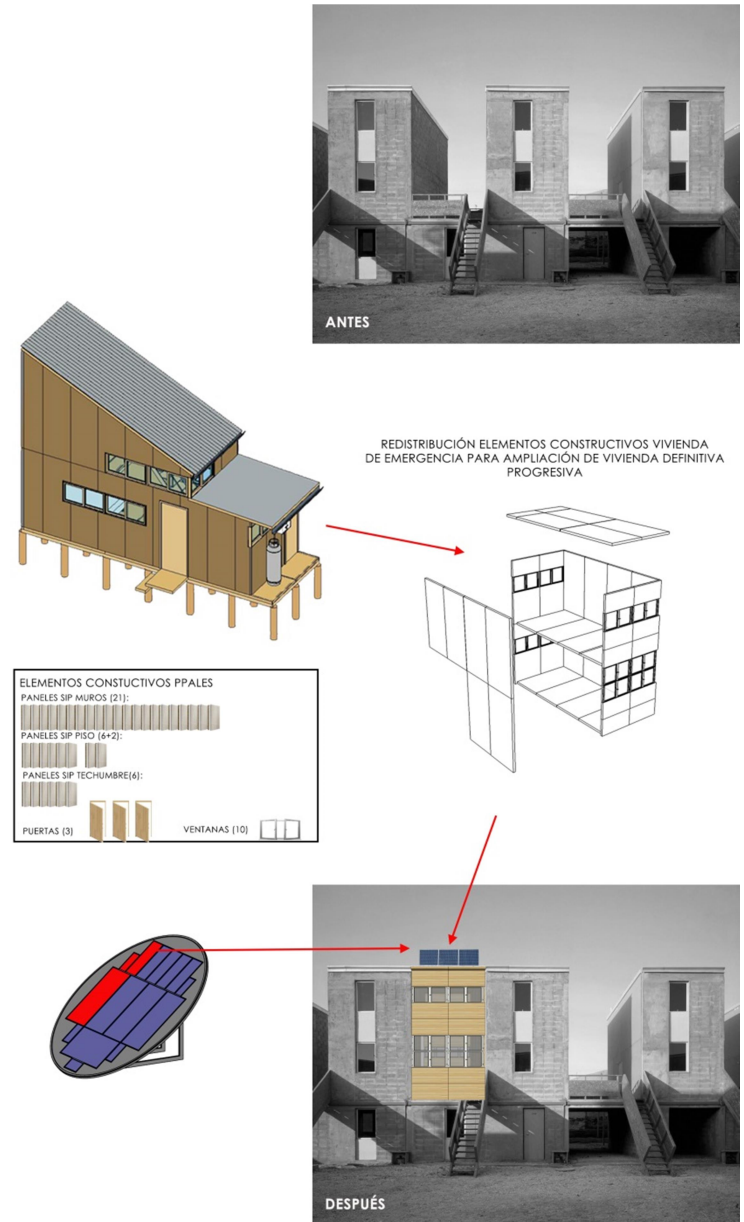 ANTES
REDISTRIBUCIÓN ELEMENTOS CONSTRUCTIVOS VIVIENDA
DE EMERGENCIA PARA AMPLIACIÓN DE VIVIENDA DEFINITIVA
PROGRESIVA
ELEMENTOS CONSTUCTIVOS PPALES
PANELES SIP MUROS (21):
PANELES SIP PISO (6+2):
PANELES SIP TECHUMBRE(6):
PUERTAS (3)
VENTANAS (10)
DESPUÉS